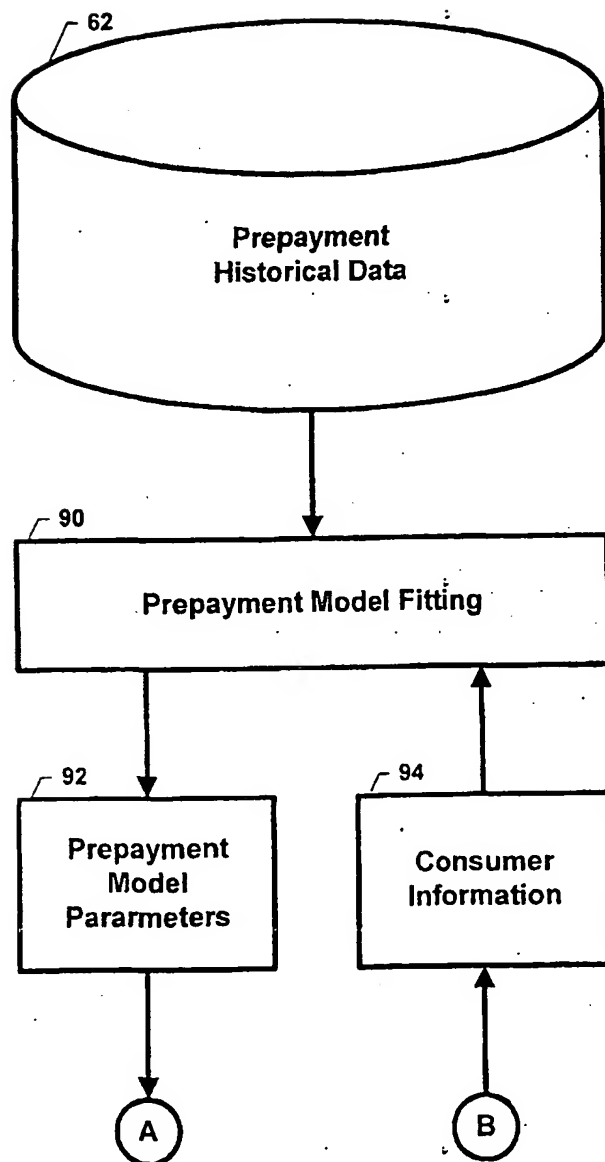 62
Prepayment
Historical Data
90
Prepayment Model Fitting
92
94
Prepayment
Model
Pararmeters
Consumer
Information
A
B